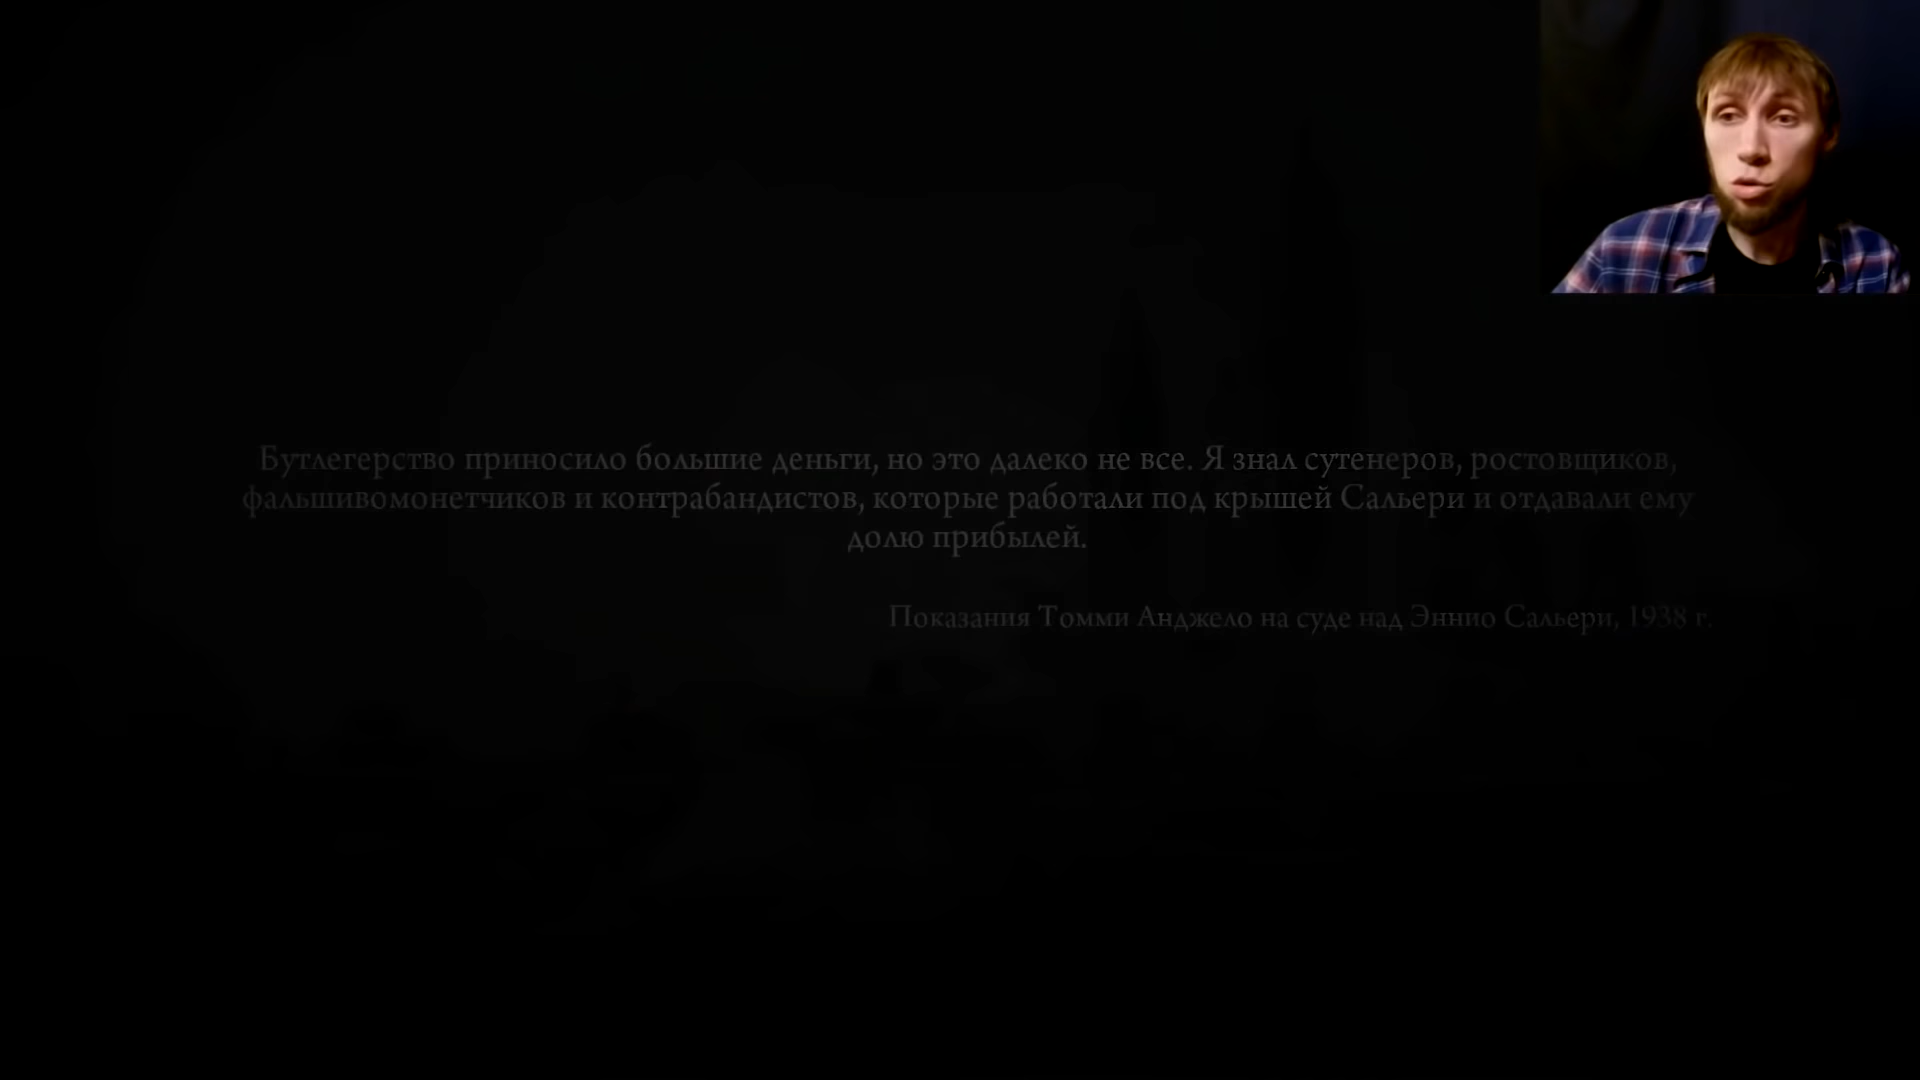 Бутлегерство приносило большие деньги, но это далеко не все. Я знал сутенеров, ростовщиков,
фальшивомонетчиков и контрабандистов, которые работали под крышей Сальери и отдавали ему
долю прибылей.
Показания Томми Анджело на суде над Эннио Сальери, 1938 г.